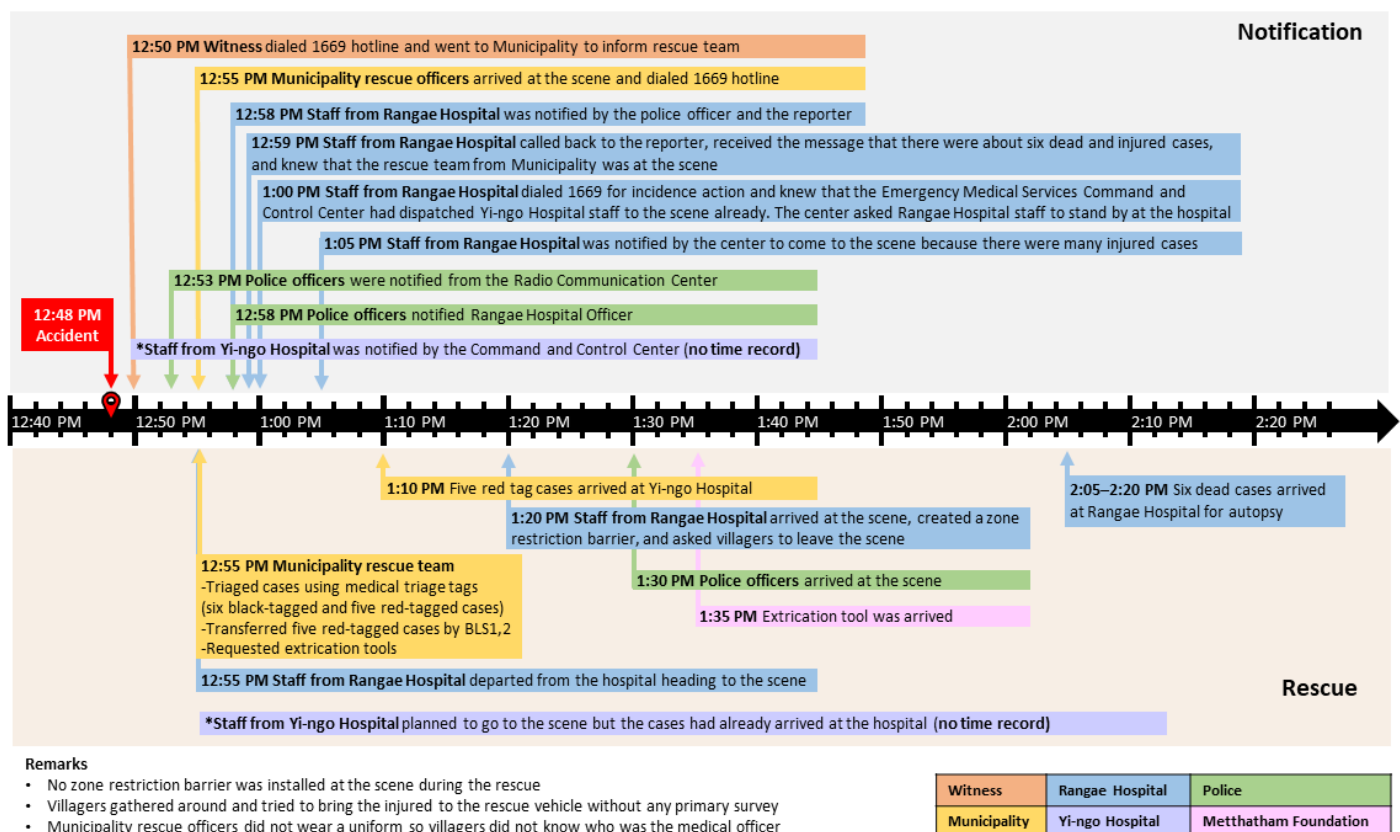 Notification
12:50 PM Witness dialed 1669 hotline and went to Municipality to inform rescue team
12:55 PM Municipality rescue officers arrived at the scene and dialed 1669 hotline
12:58 PM Staff from Rangae Hospital was notified by the police officer and the reporter
12:59 PM Staff from Rangae Hospital called back to the reporter, received the message that there were about six dead and injured cases,
and knew that the rescue team from Municipality was at the scene
1:00 PM Staff from Rangae Hospital dialed 1669 for incidence action and knew that the Emergency Medical Services Command and
Control Center had dispatched Yi-ngo Hospital staff to the scene already. The center asked Rangae Hospital staff to stand by at the hospital
1:05 PM Staff from Rangae Hospital was notified by the center to come to the scene because there were many injured cases
12:53 PM Police officers were notified from the Radio Communication Center
12:58 PM Police officers notified Rangae Hospital Officer
12:48 PM
Accident
*Staff from Yi-ngo Hospital was notified by the Command and Control Center (no time record)
12:40 PM 12:50 PM 1:00 PM 1:10 PM 1:20 PM 1:30 PM 1:40 PM 1:50 PM 2:00 PM 2:10 PM 2:20 PM
1:10 PM Five red tag cases arrived at Yi-ngo Hospital
2:05–2:20 PM Six dead cases arrived
at Rangae Hospital for autopsy
1:20 PM Staff from Rangae Hospital arrived at the scene, created a zone
restriction barrier, and asked villagers to leave the scene
12:55 PM Municipality rescue team
-Triaged cases using medical triage tags
(six black-tagged and five red-tagged cases)
-Transferred five red-tagged cases by BLS1,2
-Requested extrication tools
1:30 PM Police officers arrived at the scene
1:35 PM Extrication tool was arrived
12:55 PM Staff from Rangae Hospital departed from the hospital heading to the scene
Rescue
*Staff from Yi-ngo Hospital planned to go to the scene but the cases had already arrived at the hospital (no time record)
Remarks
• No zone restriction barrier was installed at the scene during the rescue
• Villagers gathered around and tried to bring the injured to the rescue vehicle without any primary survey
• Municipality rescue officers did not wear a uniform so villagers did not know who was the medical officer
Witness Rangae Hospital Police
Municipality Yi-ngo Hospital Metthatham Foundation